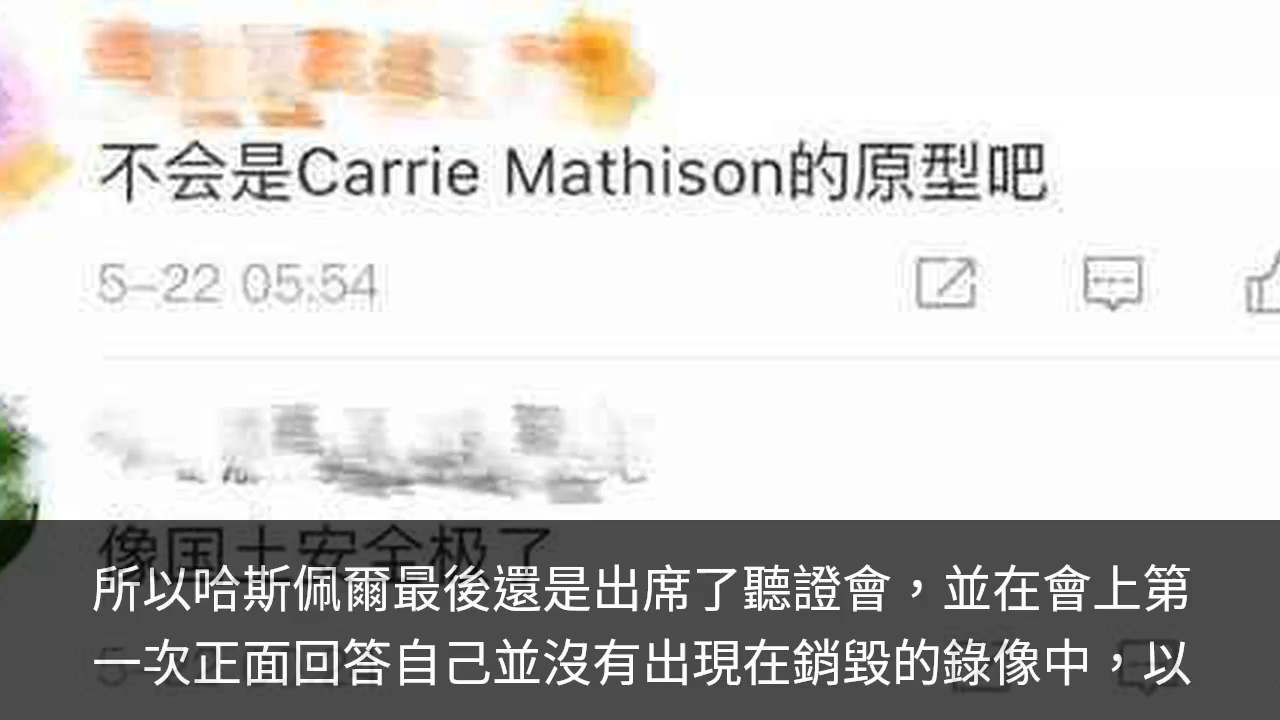 不会是Carrie Mathison的原型吧
5-22 05:54
像国土安全极了
所以哈斯佩爾最後還是出席了聽證會，並在會上第
一次正面回答自己並沒有出現在銷毀的錄像中，以